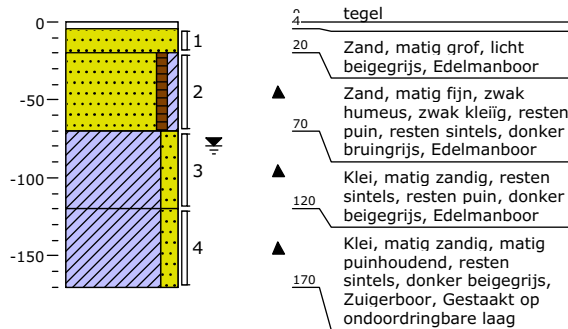 0
-50
-100
-150
1
2
3
4
0
4
tegel
20
Zand, matig grof, licht
beigegrijs, Edelmanboor
Zand, matig fijn, zwak
humeus, zwak kleiïg, resten
puin, resten sintels, donker
bruingrijs, Edelmanboor
70
Klei, matig zandig, resten
sintels, resten puin, donker
beigegrijs, Edelmanboor
120
Klei, matig zandig, matig
puinhoudend, resten
sintels, donker beigegrijs,
Zuigerboor, Gestaakt op
ondoordringbare laag
170